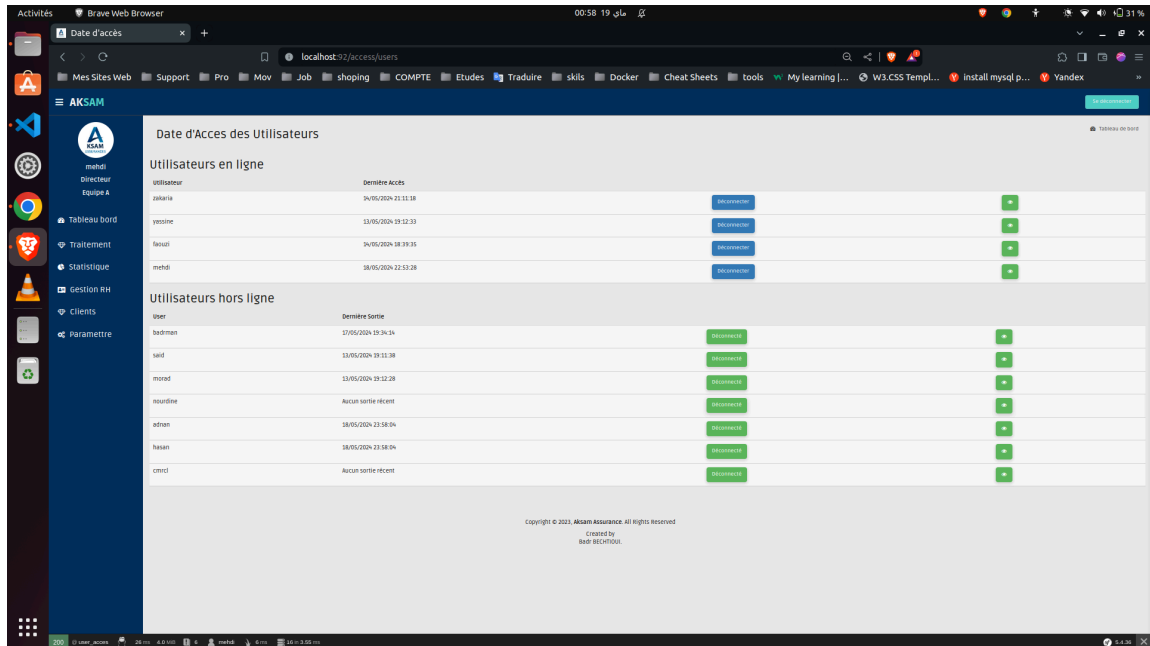 Activités Brave Web Browser 00:58 19 ماي 31 %
Date d'accès
localhost:92/access/users
Mes Sites Web Support Pro Mov Job shoping COMPTE Etudes Traduire skils Docker Cheat Sheets tools My learning |... W3.CSS Templ... install mysql p... Yandex
AKSAM Se déconnecter
KSAM
Date d'Acces des Utilisateurs Tableau de bord
mehdi
Directeur
Equipe A
Tableau bord
Traitement
Statistique
Gestion RH
Clients
Paramettre
Utilisateurs en ligne
Utilisateur Dernière Accès
zakaria 14/05/2024 21:11:18 Déconnecter
yassine 13/05/2024 19:12:33 Déconnecter
faouzi 14/05/2024 18:39:35 Déconnecter
mehdi 18/05/2024 22:53:28 Déconnecter
Utilisateurs hors ligne
User Dernière Sortie
badrman 17/05/2024 19:34:14 Déconnecté
said 13/05/2024 19:11:38 Déconnecté
morad 13/05/2024 19:12:28 Déconnecté
nourdine Aucun sortie récent Déconnecté
adnan 18/05/2024 23:58:04 Déconnecté
hasan 18/05/2024 23:58:04 Déconnecté
cmrcl Aucun sortie récent Déconnecté
Copyright © 2023, Aksam Assurance. All Rights Reserved
Created by
Badr BECHTIOUI.
200 @ user_acces 26 ms 4.0 MiB 6 mehdi 6 ms 16 in 3.55 ms 5.4.36